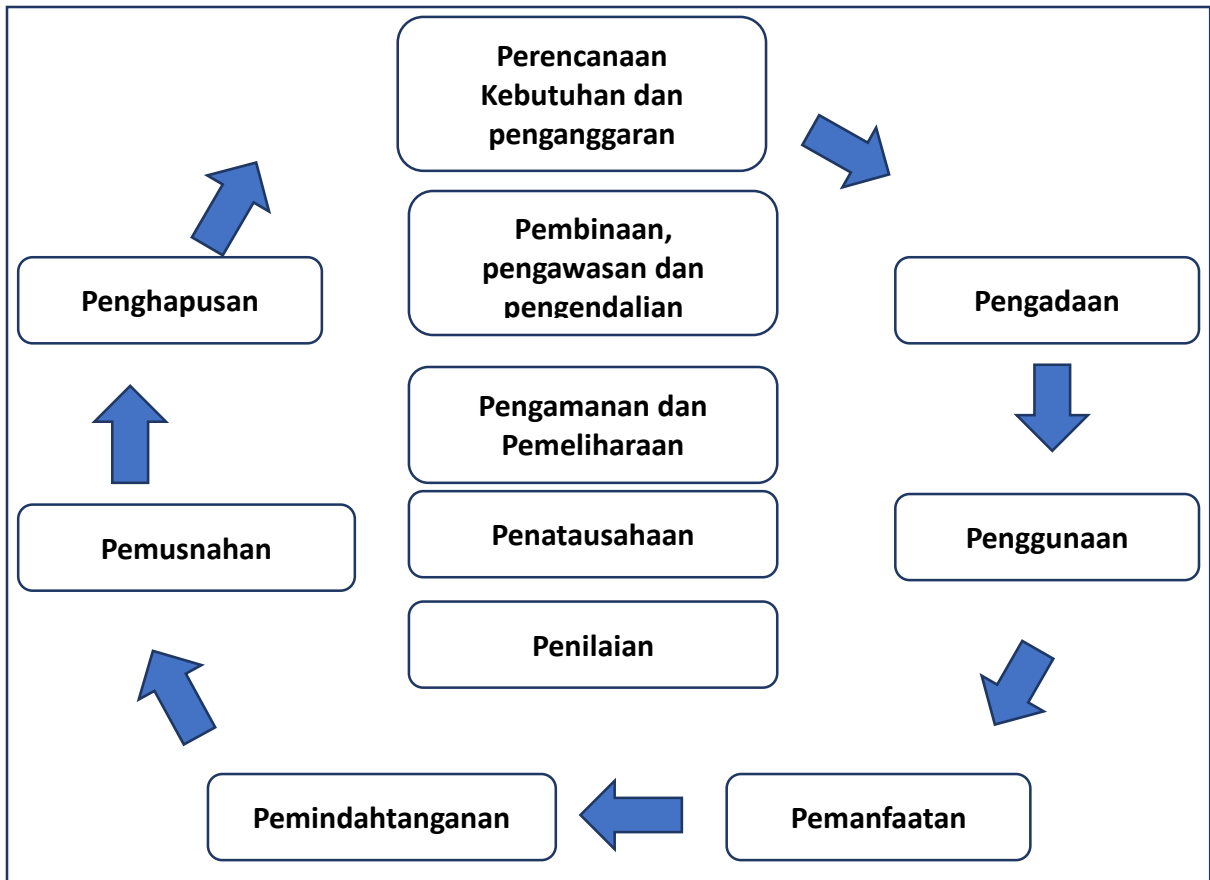 Perencanaan
Kebutuhan dan
penganggaran
Pembinaan,
pengawasan dan
pengendalian
Penghapusan
Pengadaan
Pengamanan dan
Pemeliharaan
Pemusnahan
Penatausahaan
Penggunaan
Penilaian
Pemindahtanganan
Pemanfaatan